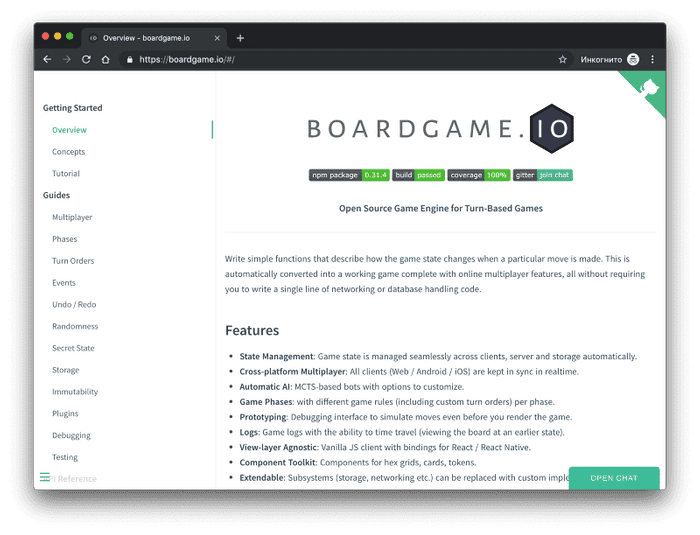 Overview - boardgame.io
https://boardgame.io/#/
Инкогнито
Getting Started
Overview
Concepts
Tutorial
Guides
Multiplayer
Phases
Turn Orders
Events
Undo / Redo
Randomness
Secret State
Storage
Immutability
Plugins
Debugging
Testing
Reference
BOARDGAME.IO
npm package 0.31.4 build passed coverage 100% gitter join chat
Open Source Game Engine for Turn-Based Games
Write simple functions that describe how the game state changes when a particular move is made. This is
automatically converted into a working game complete with online multiplayer features, all without requiring
you to write a single line of networking or database handling code.
Features
State Management: Game state is managed seamlessly across clients, server and storage automatically.
Cross-platform Multiplayer: All clients (Web / Android / iOS) are kept in sync in realtime.
Automatic AI: MCTS-based bots with options to customize.
Game Phases: with different game rules (including custom turn orders) per phase.
Prototyping: Debugging interface to simulate moves even before you render the game.
Logs: Game logs with the ability to time travel (viewing the board at an earlier state).
View-layer Agnostic: Vanilla JS client with bindings for React / React Native.
Component Toolkit: Components for hex grids, cards, tokens.
Extendable: Subsystems (storage, networking etc.) can be replaced with custom imple
OPEN CHAT